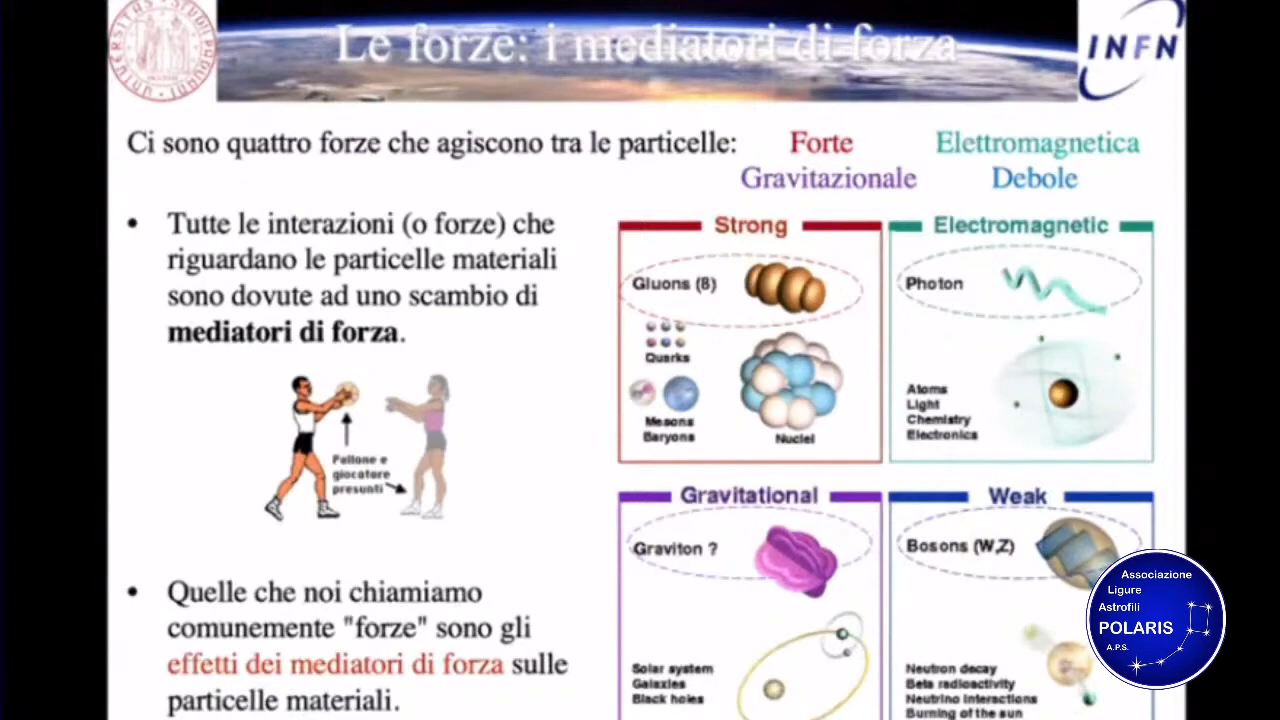 Le forze: i mediatori di forza
INFN
Ci sono quattro forze che agiscono tra le particelle:
Forte
Elettromagnetica
Gravitazionale
Debole
• Tutte le interazioni (o forze) che
riguardano le particelle materiali
sono dovute ad uno scambio di
mediatori di forza.
Pallone e
giocatore
presunti
• Quelle che noi chiamiamo
comunemente "forze" sono gli
effetti dei mediatori di forza sulle
particelle materiali.
Strong
Gluons (8)
Quarks
Mesons
Baryons
Nuclei
Electromagnetic
Photon
Atoms
Light
Chemistry
Electronics
Gravitational
Graviton ?
Solar system
Galaxies
Black holes
Weak
Bosons (W,Z)
Neutron decay
Beta radioactivity
Neutrino interactions
Burning of the sun
Associazione
Ligure
Astrofili
POLARIS
A.P.S.